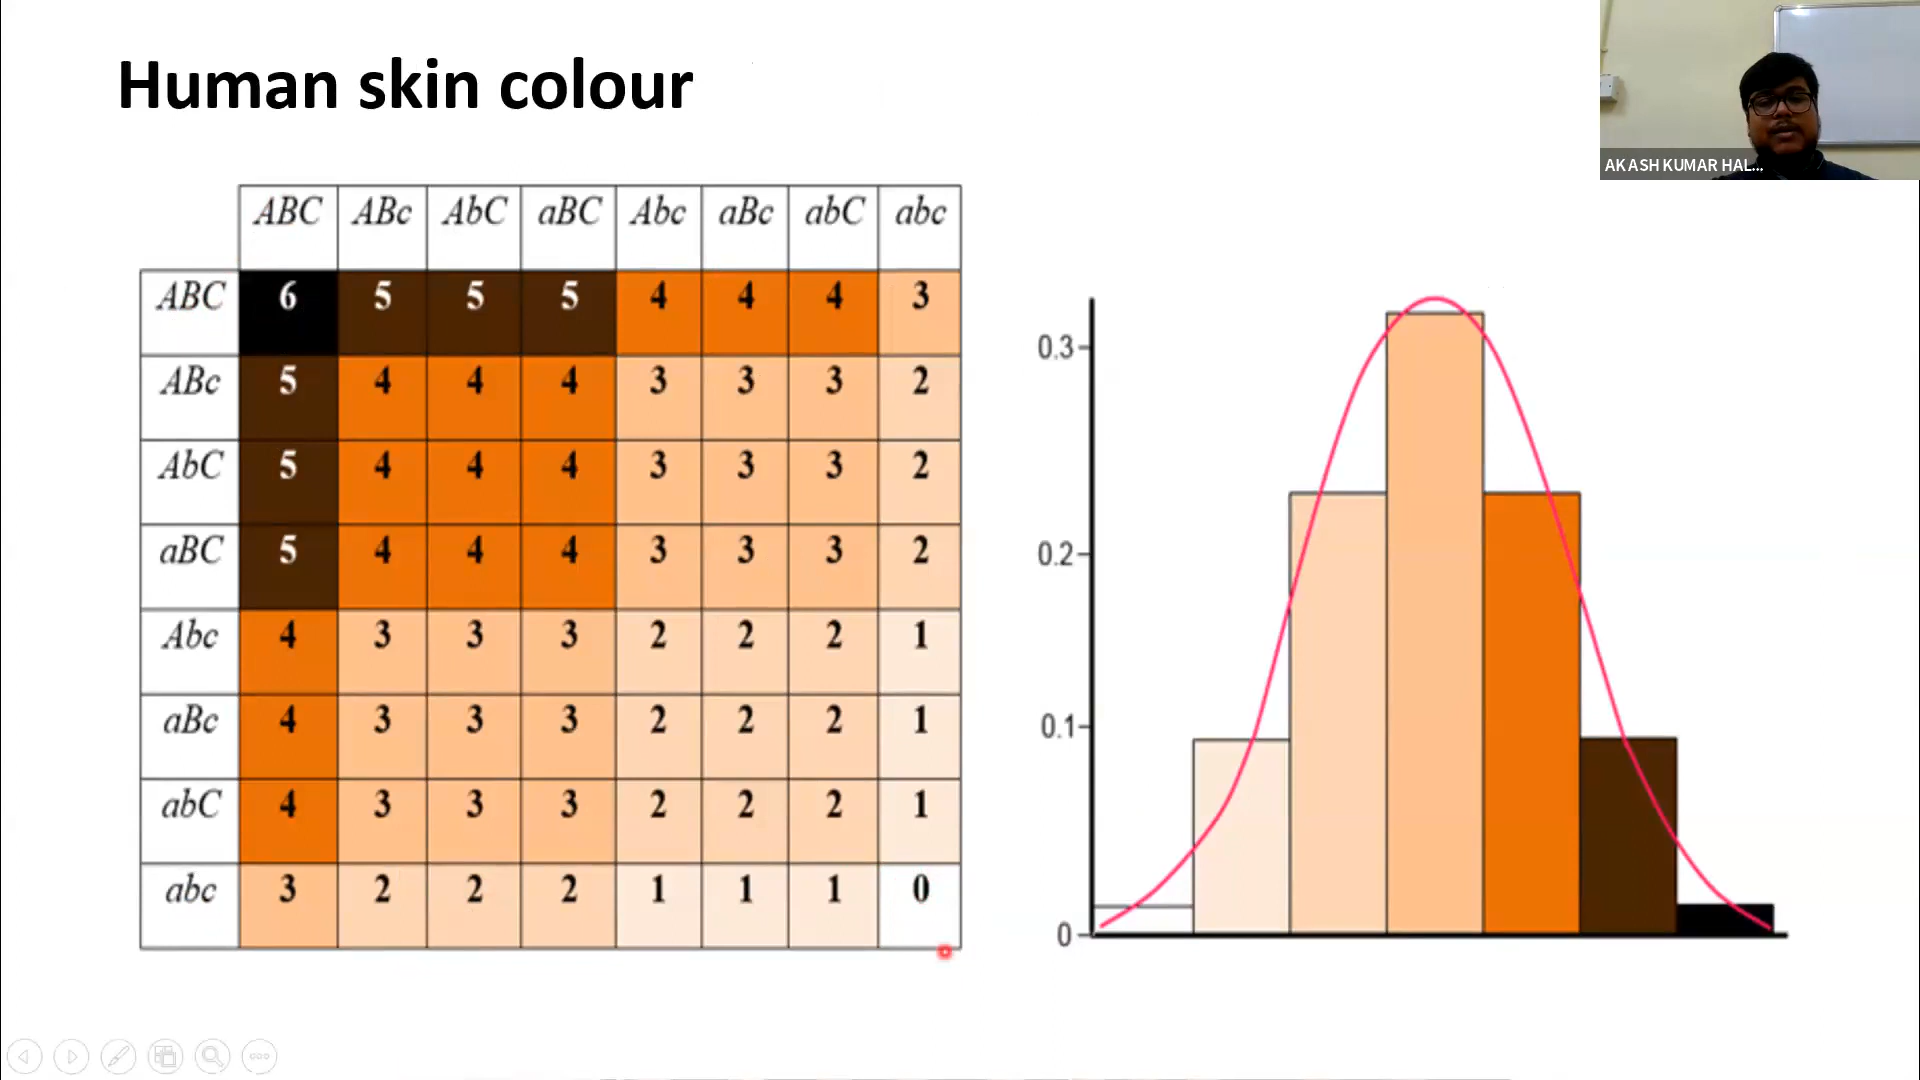 Human skin colour
AKASH KUMAR HAL...
ABC ABc AbC aBC Abc aBc abC abc
ABC 6 5 5 5 4 4 4 3
ABc 5 4 4 4 3 3 3 2
AbC 5 4 4 4 3 3 3 2
aBC 5 4 4 4 3 3 3 2
Abc 4 3 3 3 2 2 2 1
aBc 4 3 3 3 2 2 2 1
abC 4 3 3 3 2 2 2 1
abc 3 2 2 2 1 1 1 0
0.3
0.2
0.1
0